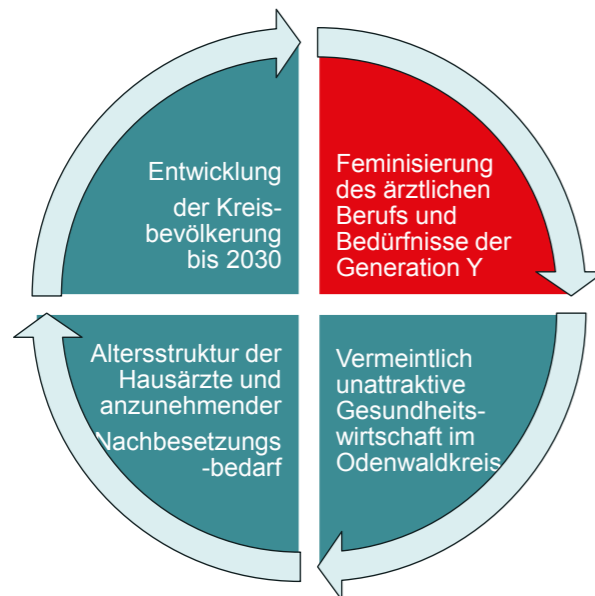 Entwicklung
der Kreis-
bevölkerung
bis 2030
Feminisierung
des ärztlichen
Berufs und
Bedürfnisse der
Generation Y
Altersstruktur der
Hausärzte und
anzunehmender
Nachbesetzungs
-bedarf
Vermeintlich
unattraktive
Gesundheits-
wirtschaft im
Odenwaldkreis